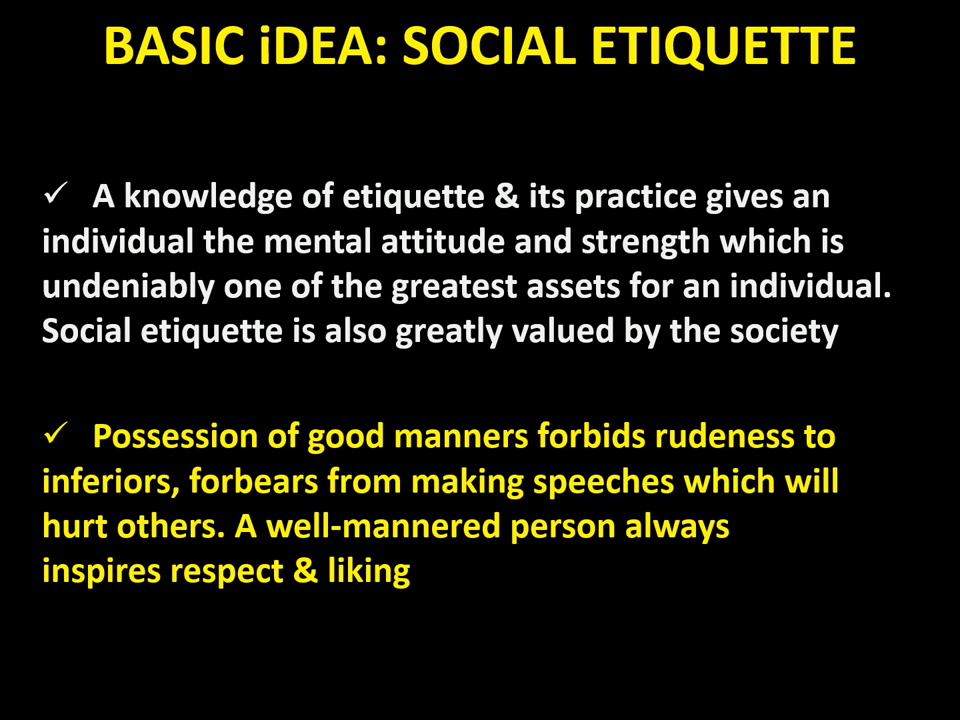 BASIC iDEA: SOCIAL ETIQUETTE
✓ A knowledge of etiquette & its practice gives an
individual the mental attitude and strength which is
undeniably one of the greatest assets for an individual.
Social etiquette is also greatly valued by the society
✓ Possession of good manners forbids rudeness to
inferiors, forbears from making speeches which will
hurt others. A well-mannered person always
inspires respect & liking